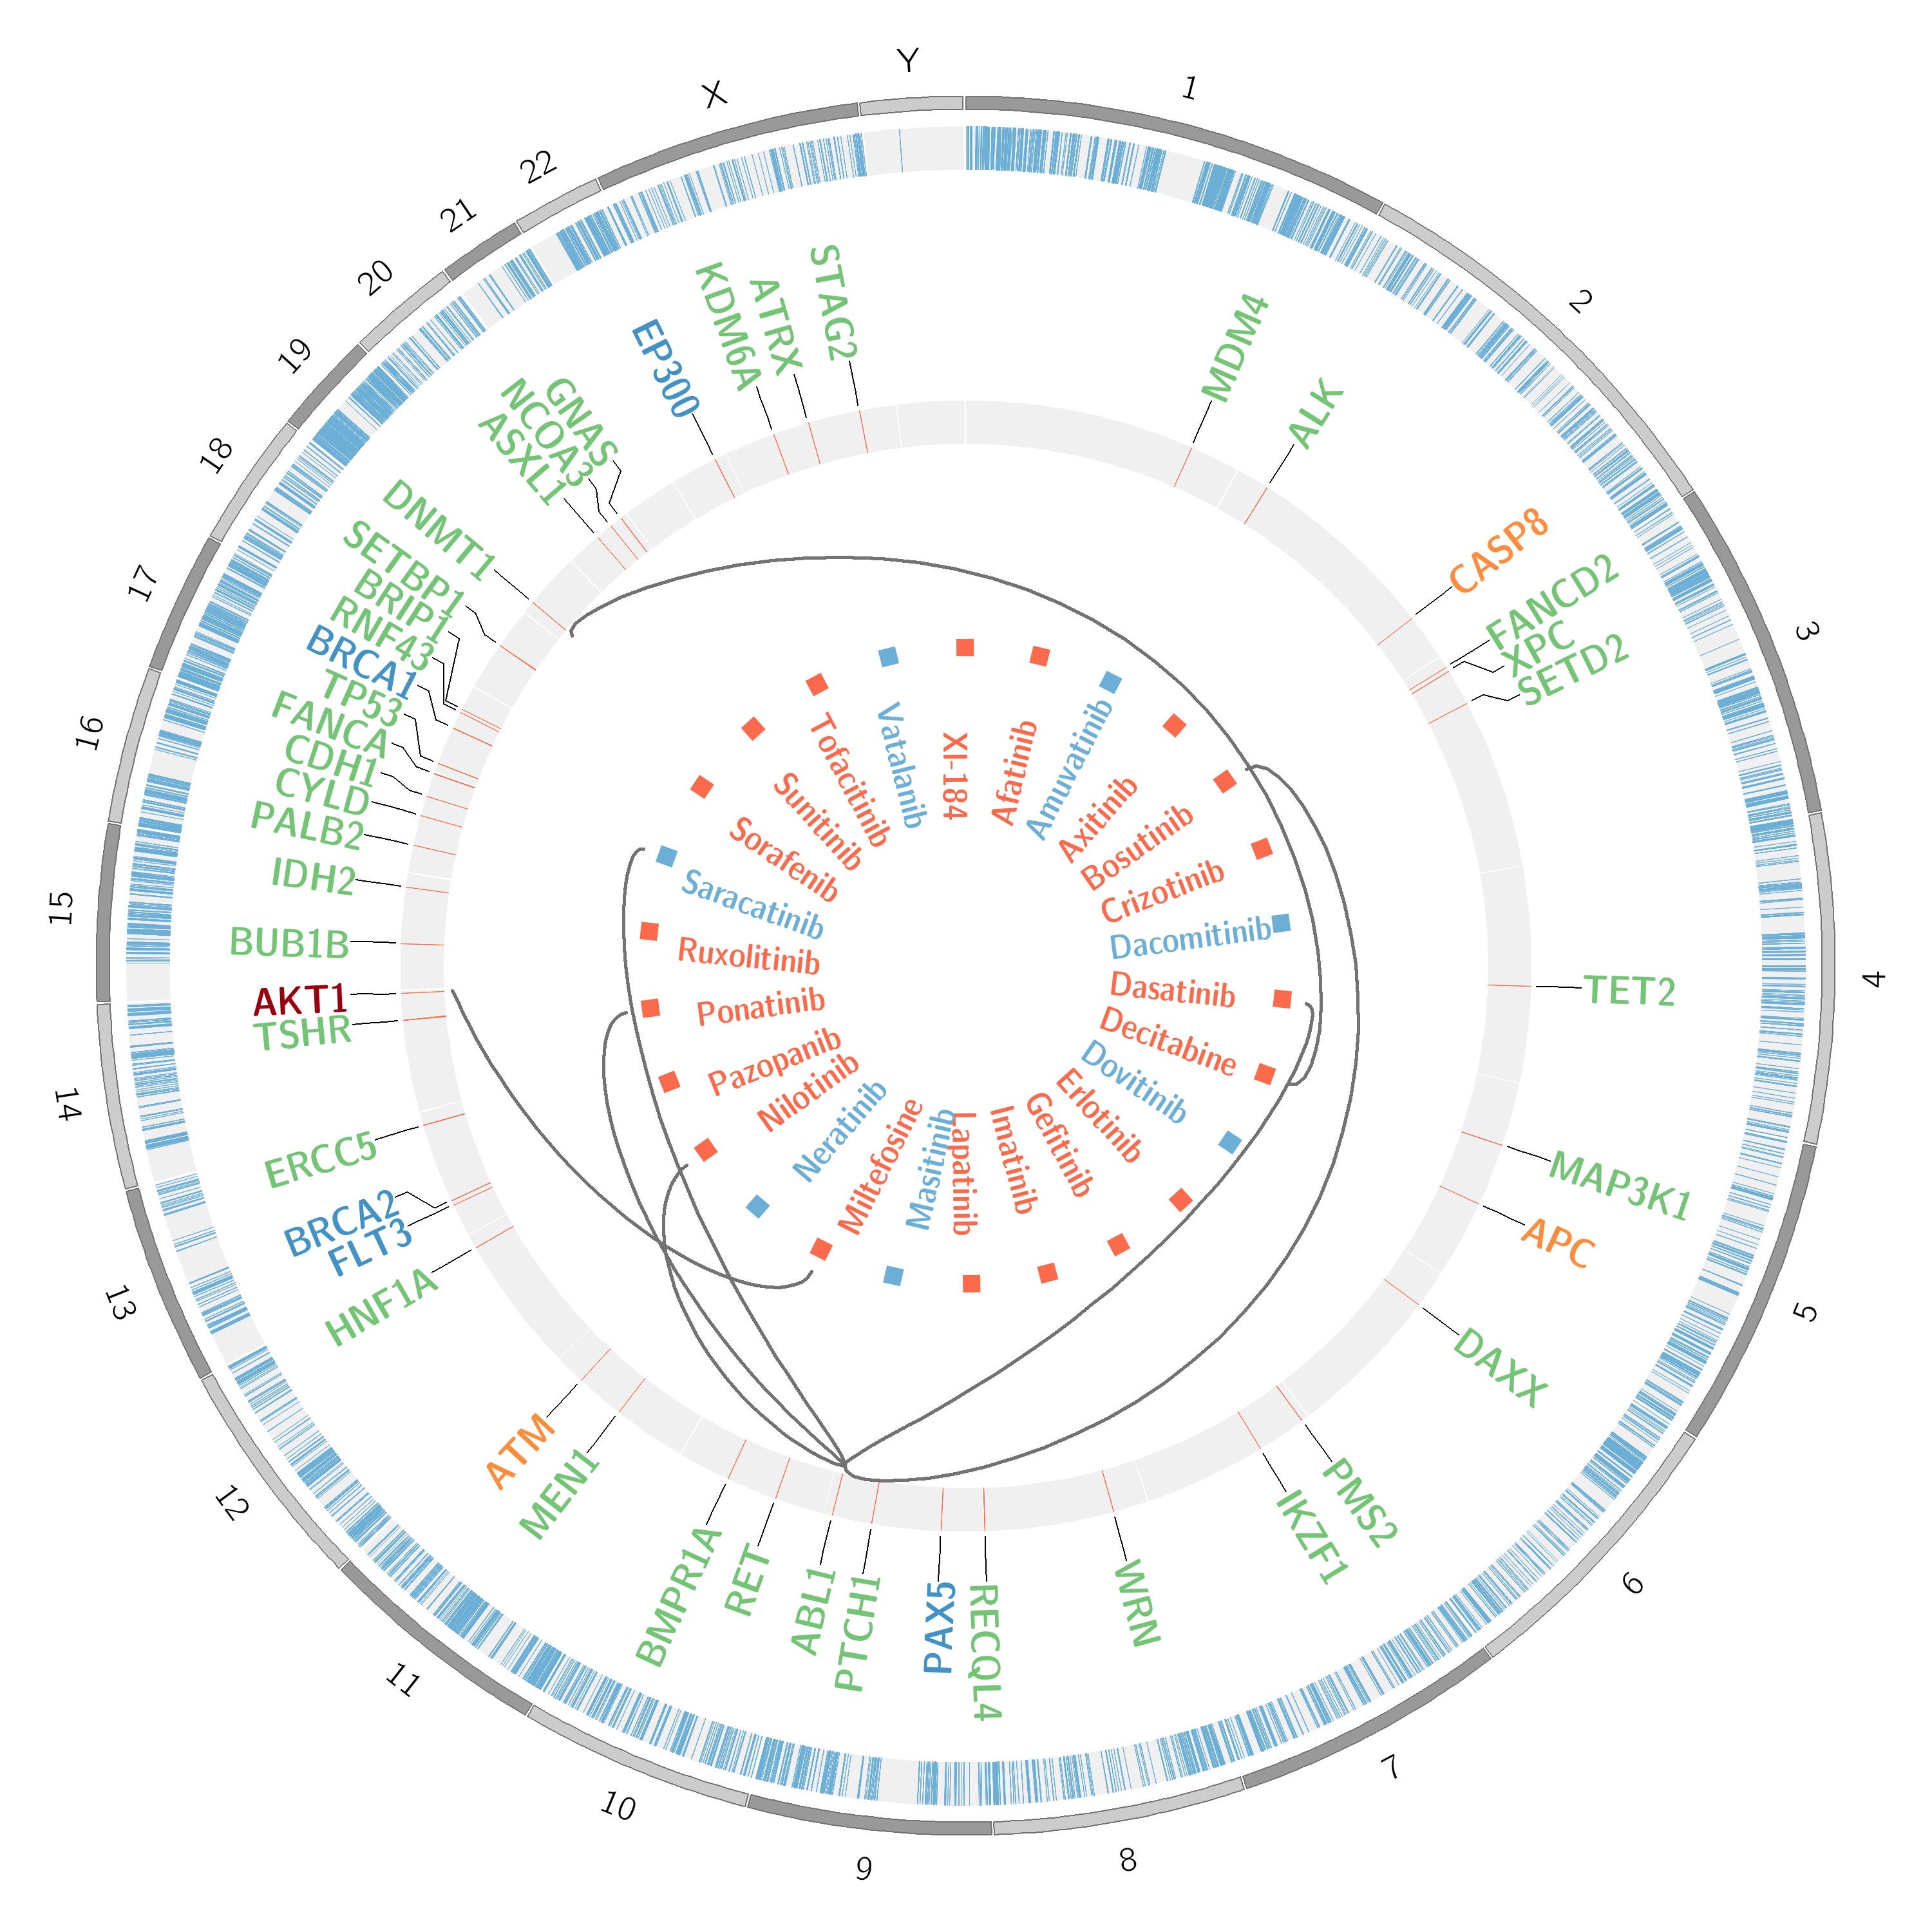 1
2
3
4
5
6
7
8
9
10
11
12
13
14
15
16
17
18
19
20
21
22
X
Y
MDM4
ALK
CASP8
FANCD2
XPC
SETD2
TET2
MAP3K1
APC
DAXX
PMS2
IKZF1
WRN
RECQL4
PAX5
PTCH1
ABL1
RET
BMPR1A
MEN1
ATM
HNF1A
FLT3
BRCA2
ERCC5
TSHR
AKT1
BUB1B
IDH2
PALB2
CYLD
CDH1
FANCA
TP53
BRCA1
RNF43
BRIP1
SETBP1
DNMT1
ASXL1
NCOA3
GNAS
EP300
KDM6A
ATRX
STAG2
Xl-184
Afatinib
Amuvatinib
Axitinib
Bosutinib
Crizotinib
Dacomitinib
Dasatinib
Decitabine
Dovitinib
Erlotinib
Gefitinib
Imatinib
Lapatinib
Masitinib
Miltefosine
Neratinib
Nilotinib
Pazopanib
Ponatinib
Ruxolitinib
Saracatinib
Sorafenib
Sunitinib
Tofacitinib
Vatalanib